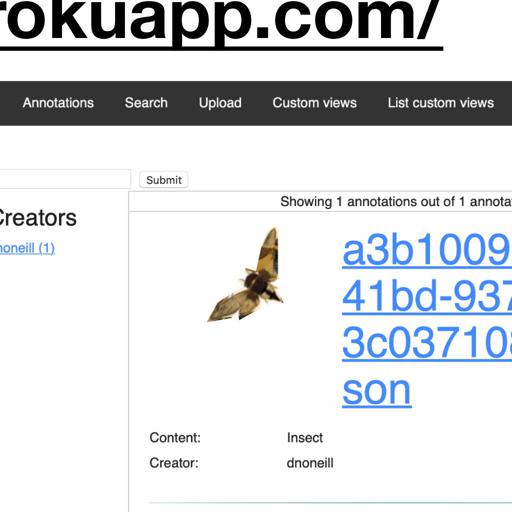 rokuapp.com/
Annotations Search Upload Custom views List custom views
Submit
Showing 1 annotations out of 1 annota
Creators
noneill (1)
a3b1009
41bd-937
3c037108
son
Content: Insect
Creator: dnoneill